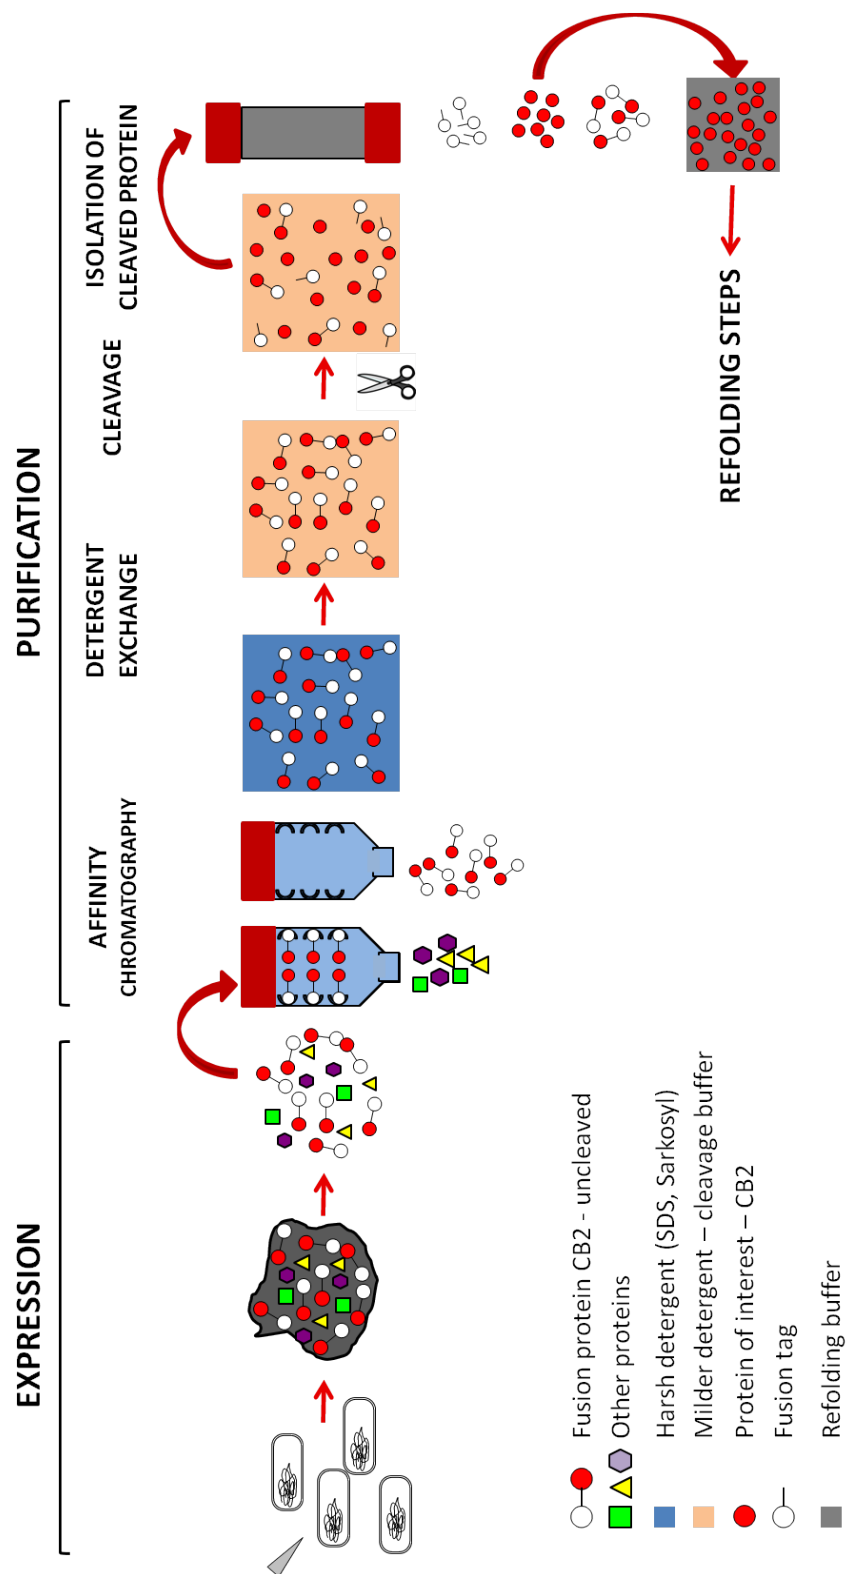 EXPRESSION
PURIFICATION
AFFINITY
CHROMATOGRAPHY
DETERGENT
EXCHANGE
CLEAVAGE
ISOLATION OF
CLEAVED PROTEIN
Fusion protein CB2 - uncleaved
Other proteins
Harsh detergent (SDS, Sarkosyl)
Milder detergent – cleavage buffer
Protein of interest – CB2
Fusion tag
Refolding buffer
REFOLDING STEPS